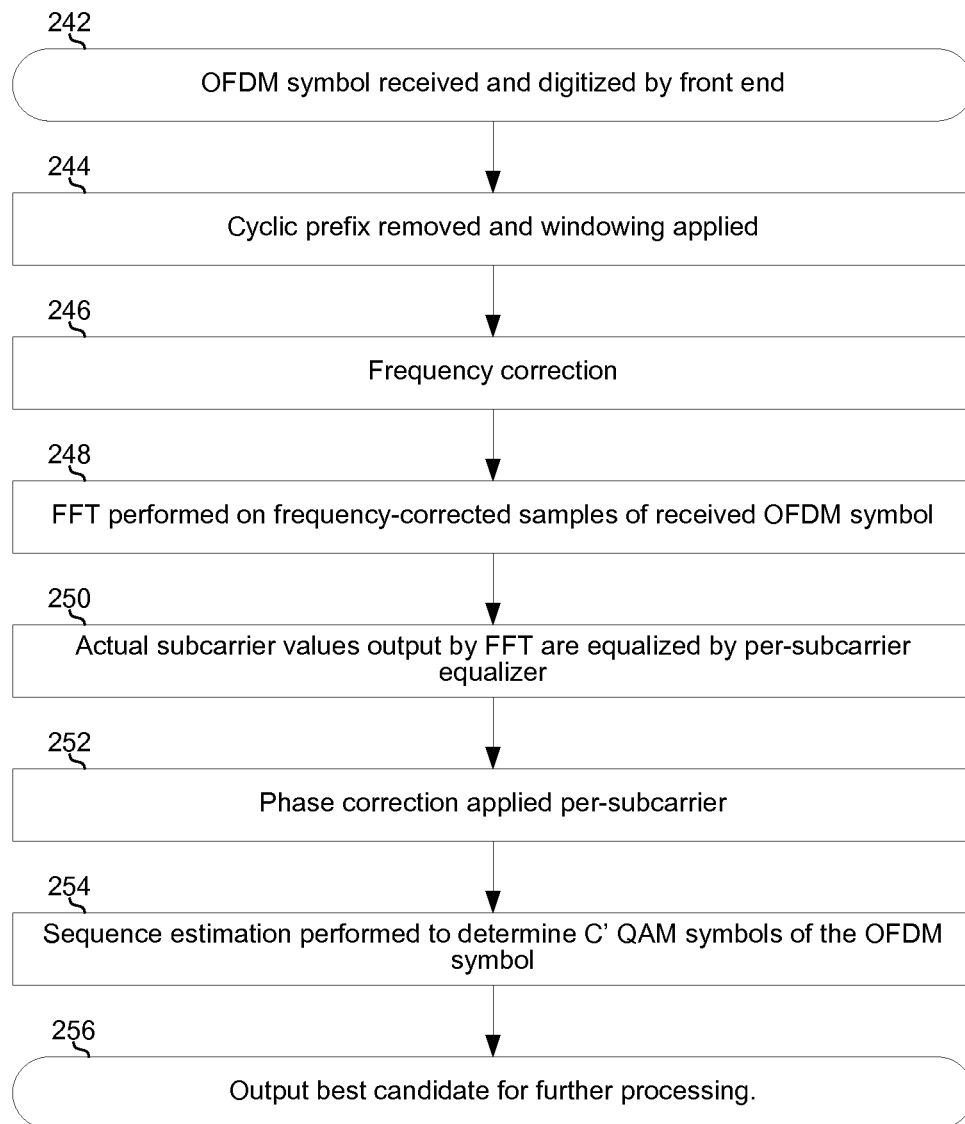 242
OFDM symbol received and digitized by front end
244
Cyclic prefix removed and windowing applied
246
Frequency correction
248
FFT performed on frequency-corrected samples of received OFDM symbol
250
Actual subcarrier values output by FFT are equalized by per-subcarrier
equalizer
252
Phase correction applied per-subcarrier
254
Sequence estimation performed to determine C’ QAM symbols of the OFDM
symbol
256
Output best candidate for further processing.